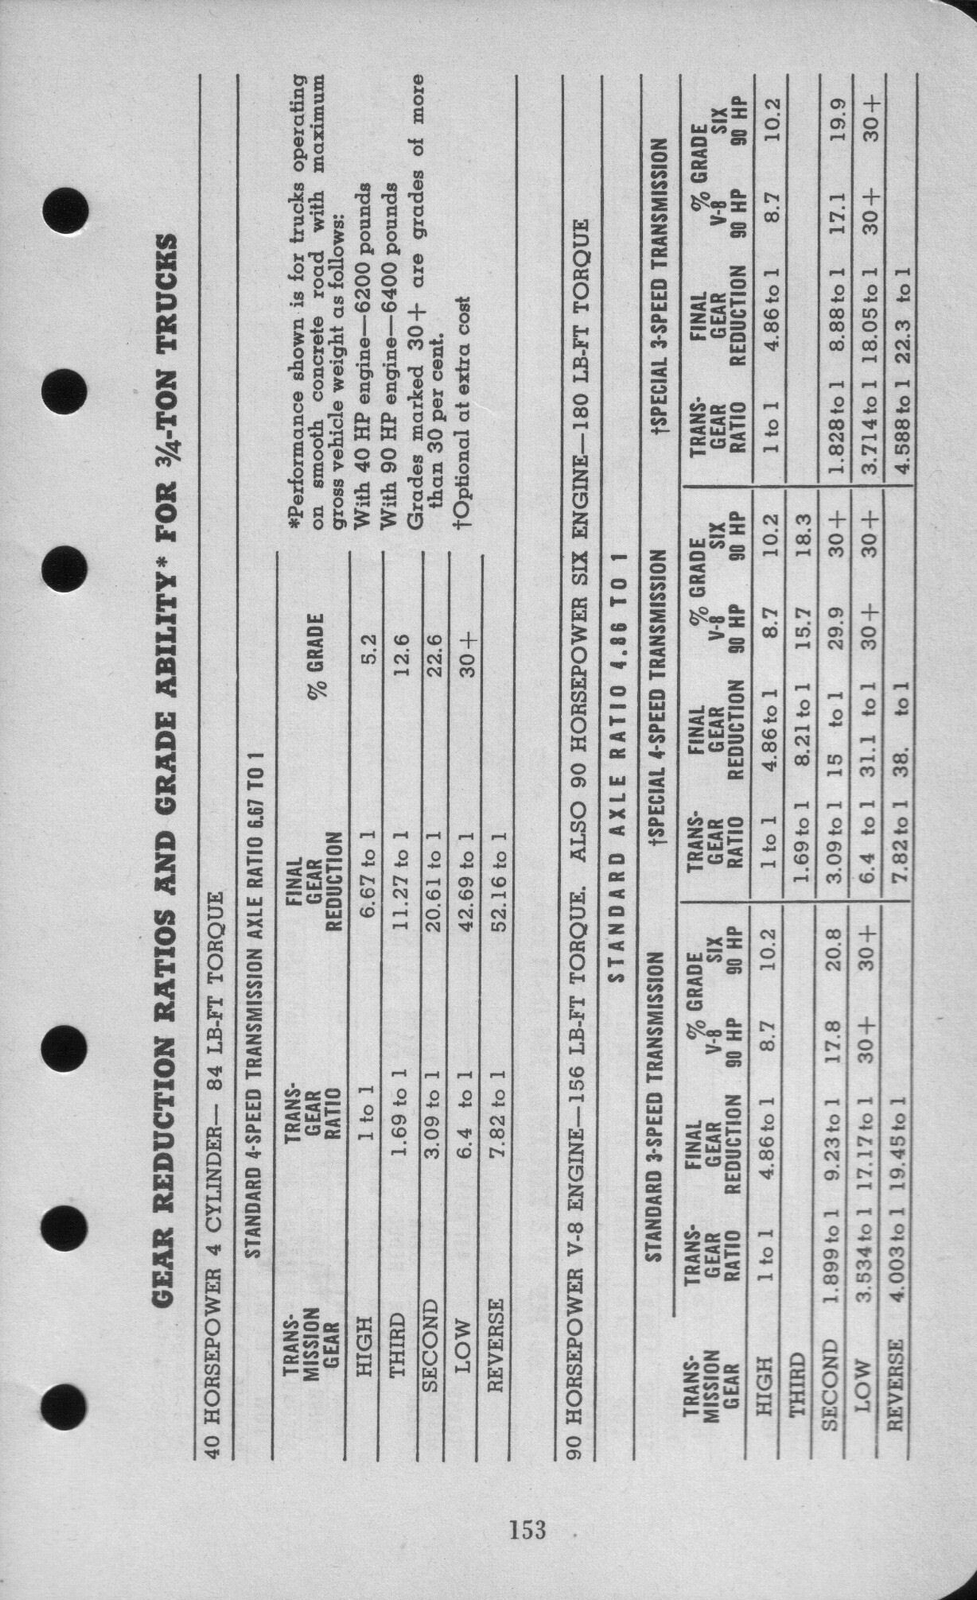 GEAR REDUCTION RATIOS AND GRADE ABILITY* FOR ¾-TON TRUCKS
40 HORSEPOWER 4 CYLINDER— 84 LB-FT TORQUE
STANDARD 4-SPEED TRANSMISSION AXLE RATIO 6.67 TO 1
TRANS-MISSION GEAR TRANS-GEAR RATIO FINAL GEAR REDUCTION % GRADE
HIGH 1 to 1 6.67 to 1 5.2
THIRD 1.69 to 1 11.27 to 1 12.6
SECOND 3.09 to 1 20.61 to 1 22.6
LOW 6.4 to 1 42.69 to 1 30+
REVERSE 7.82 to 1 52.16 to 1
*Performance shown is for trucks operating
on smooth concrete road with maximum
gross vehicle weight as follows:
With 40 HP engine—6200 pounds
With 90 HP engine—6400 pounds
Grades marked 30+ are grades of more
than 30 per cent.
†Optional at extra cost
90 HORSEPOWER V-8 ENGINE—156 LB-FT TORQUE. ALSO 90 HORSEPOWER SIX ENGINE—180 LB-FT TORQUE
STANDARD AXLE RATIO 4.86 TO 1
STANDARD 3-SPEED TRANSMISSION †SPECIAL 4-SPEED TRANSMISSION †SPECIAL 3-SPEED TRANSMISSION
TRANS- TRANS- FINAL % GRADE TRANS- FINAL % GRADE TRANS- FINAL % GRADE
MISSION GEAR GEAR V-8 SIX GEAR GEAR V-8 SIX GEAR GEAR V-8 SIX
GEAR RATIO REDUCTION 90 HP 90 HP RATIO REDUCTION 90 HP 90 HP RATIO REDUCTION 90 HP 90 HP
HIGH 1 to 1 4.86 to 1 8.7 10.2 1 to 1 4.86 to 1 8.7 10.2 1 to 1 4.86 to 1 8.7 10.2
THIRD 1.69 to 1 8.21 to 1 15.7 18.3
SECOND 1.899 to 1 9.23 to 1 17.8 20.8 3.09 to 1 15 to 1 29.9 30+ 1.828 to 1 8.88 to 1 17.1 19.9
LOW 3.534 to 1 17.17 to 1 30+ 30+ 6.4 to 1 31.1 to 1 30+ 30+ 3.714 to 1 18.05 to 1 30+ 30+
REVERSE 4.003 to 1 19.45 to 1 7.82 to 1 38. to 1 4.588 to 1 22.3 to 1
153